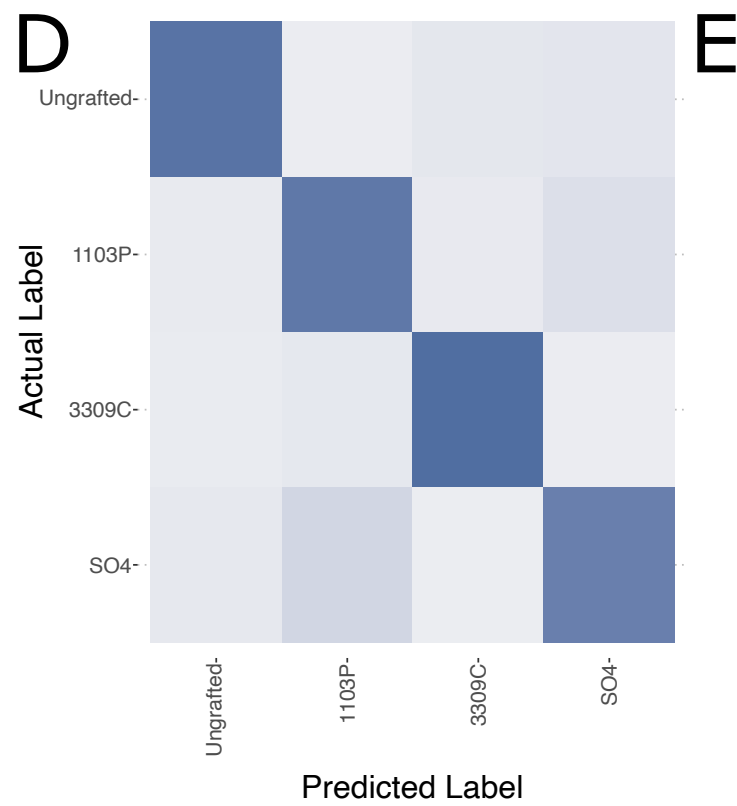 D
E
Ungrafted-
1103P-
3309C-
SO4-
Actual Label
Ungrafted-
1103P-
3309C-
SO4-
Predicted Label